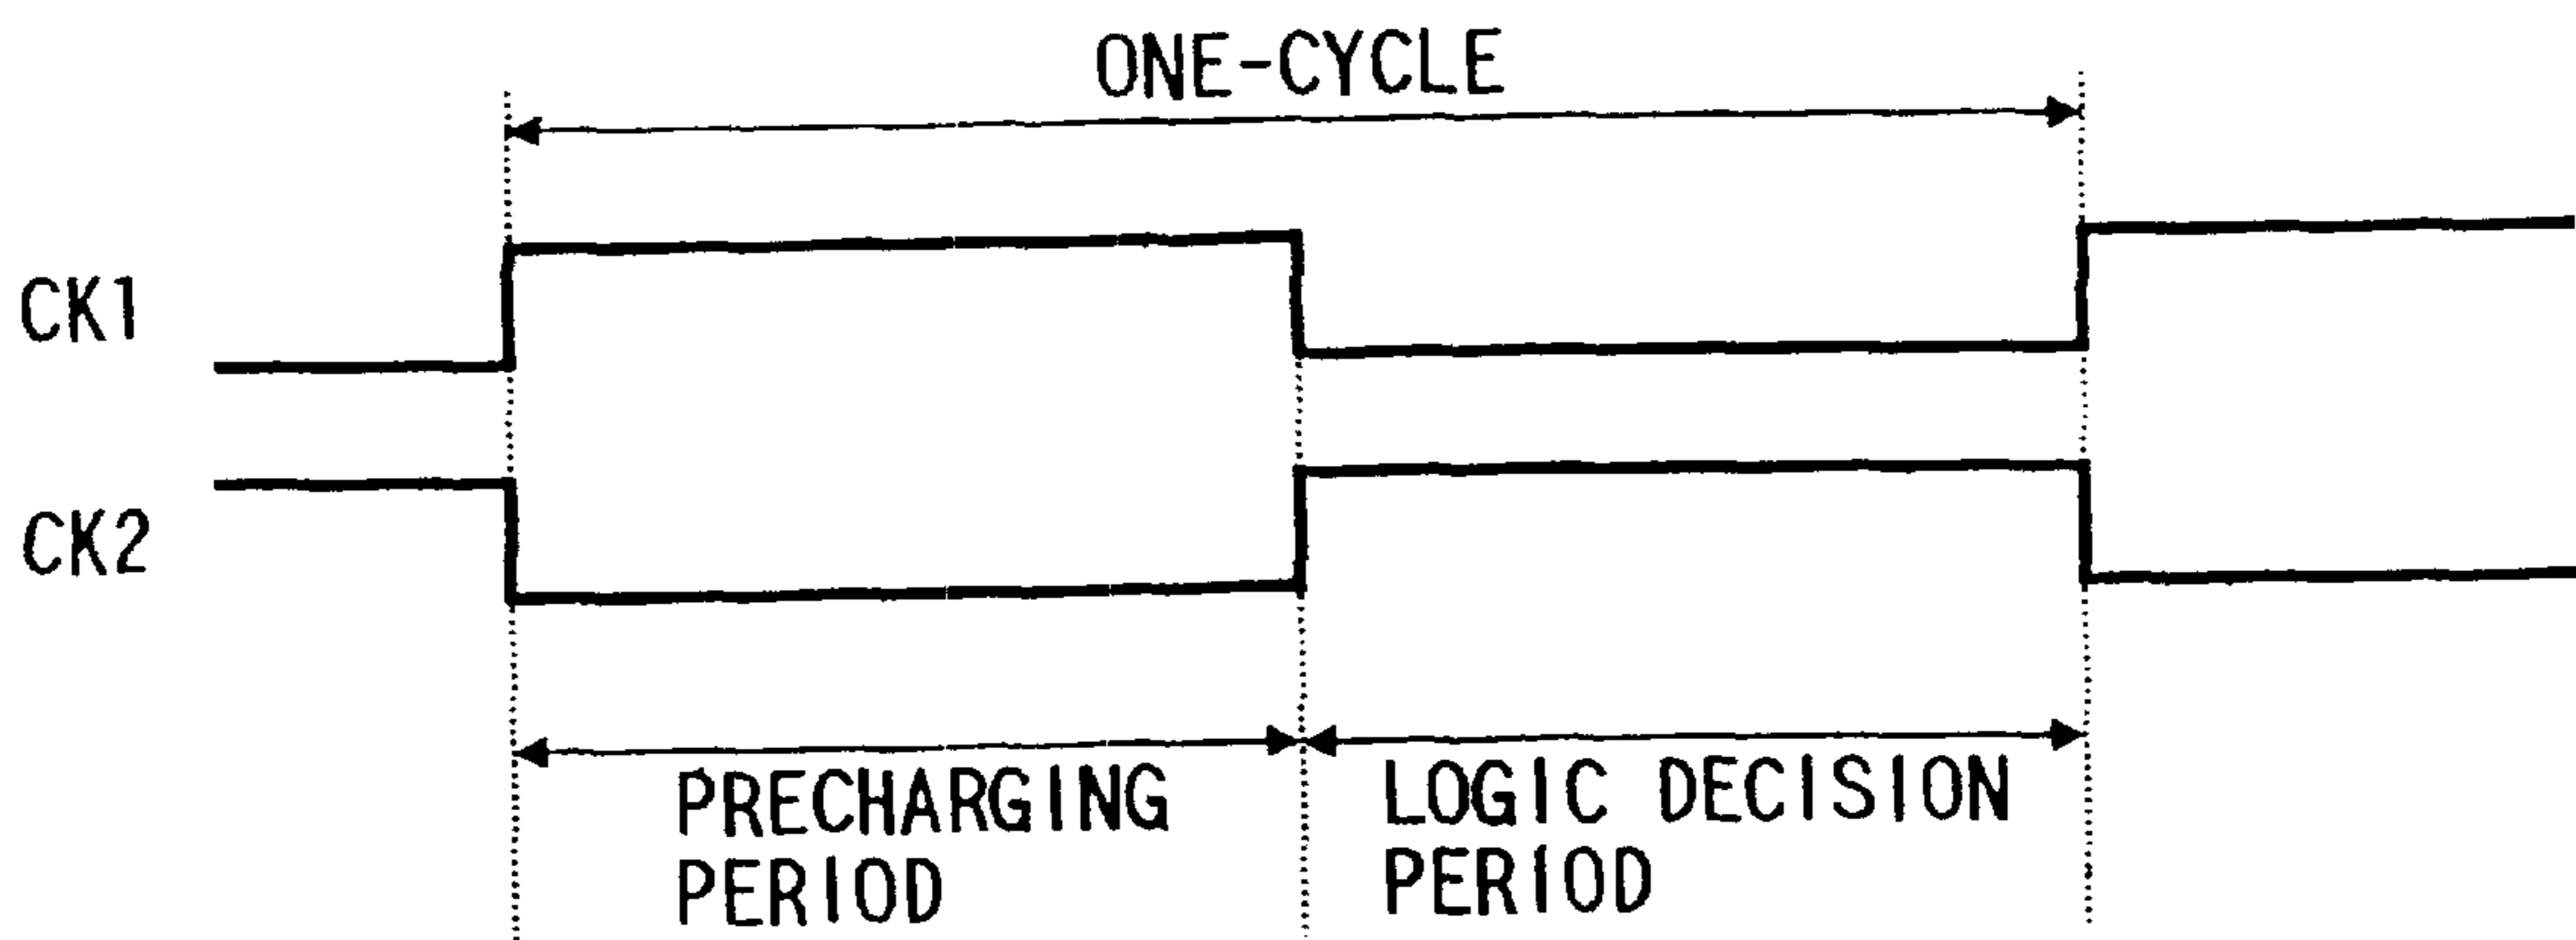 ONE-CYCLE
CK1
CK2
PRECHARGING
PERIOD
LOGIC DECISION
PERIOD